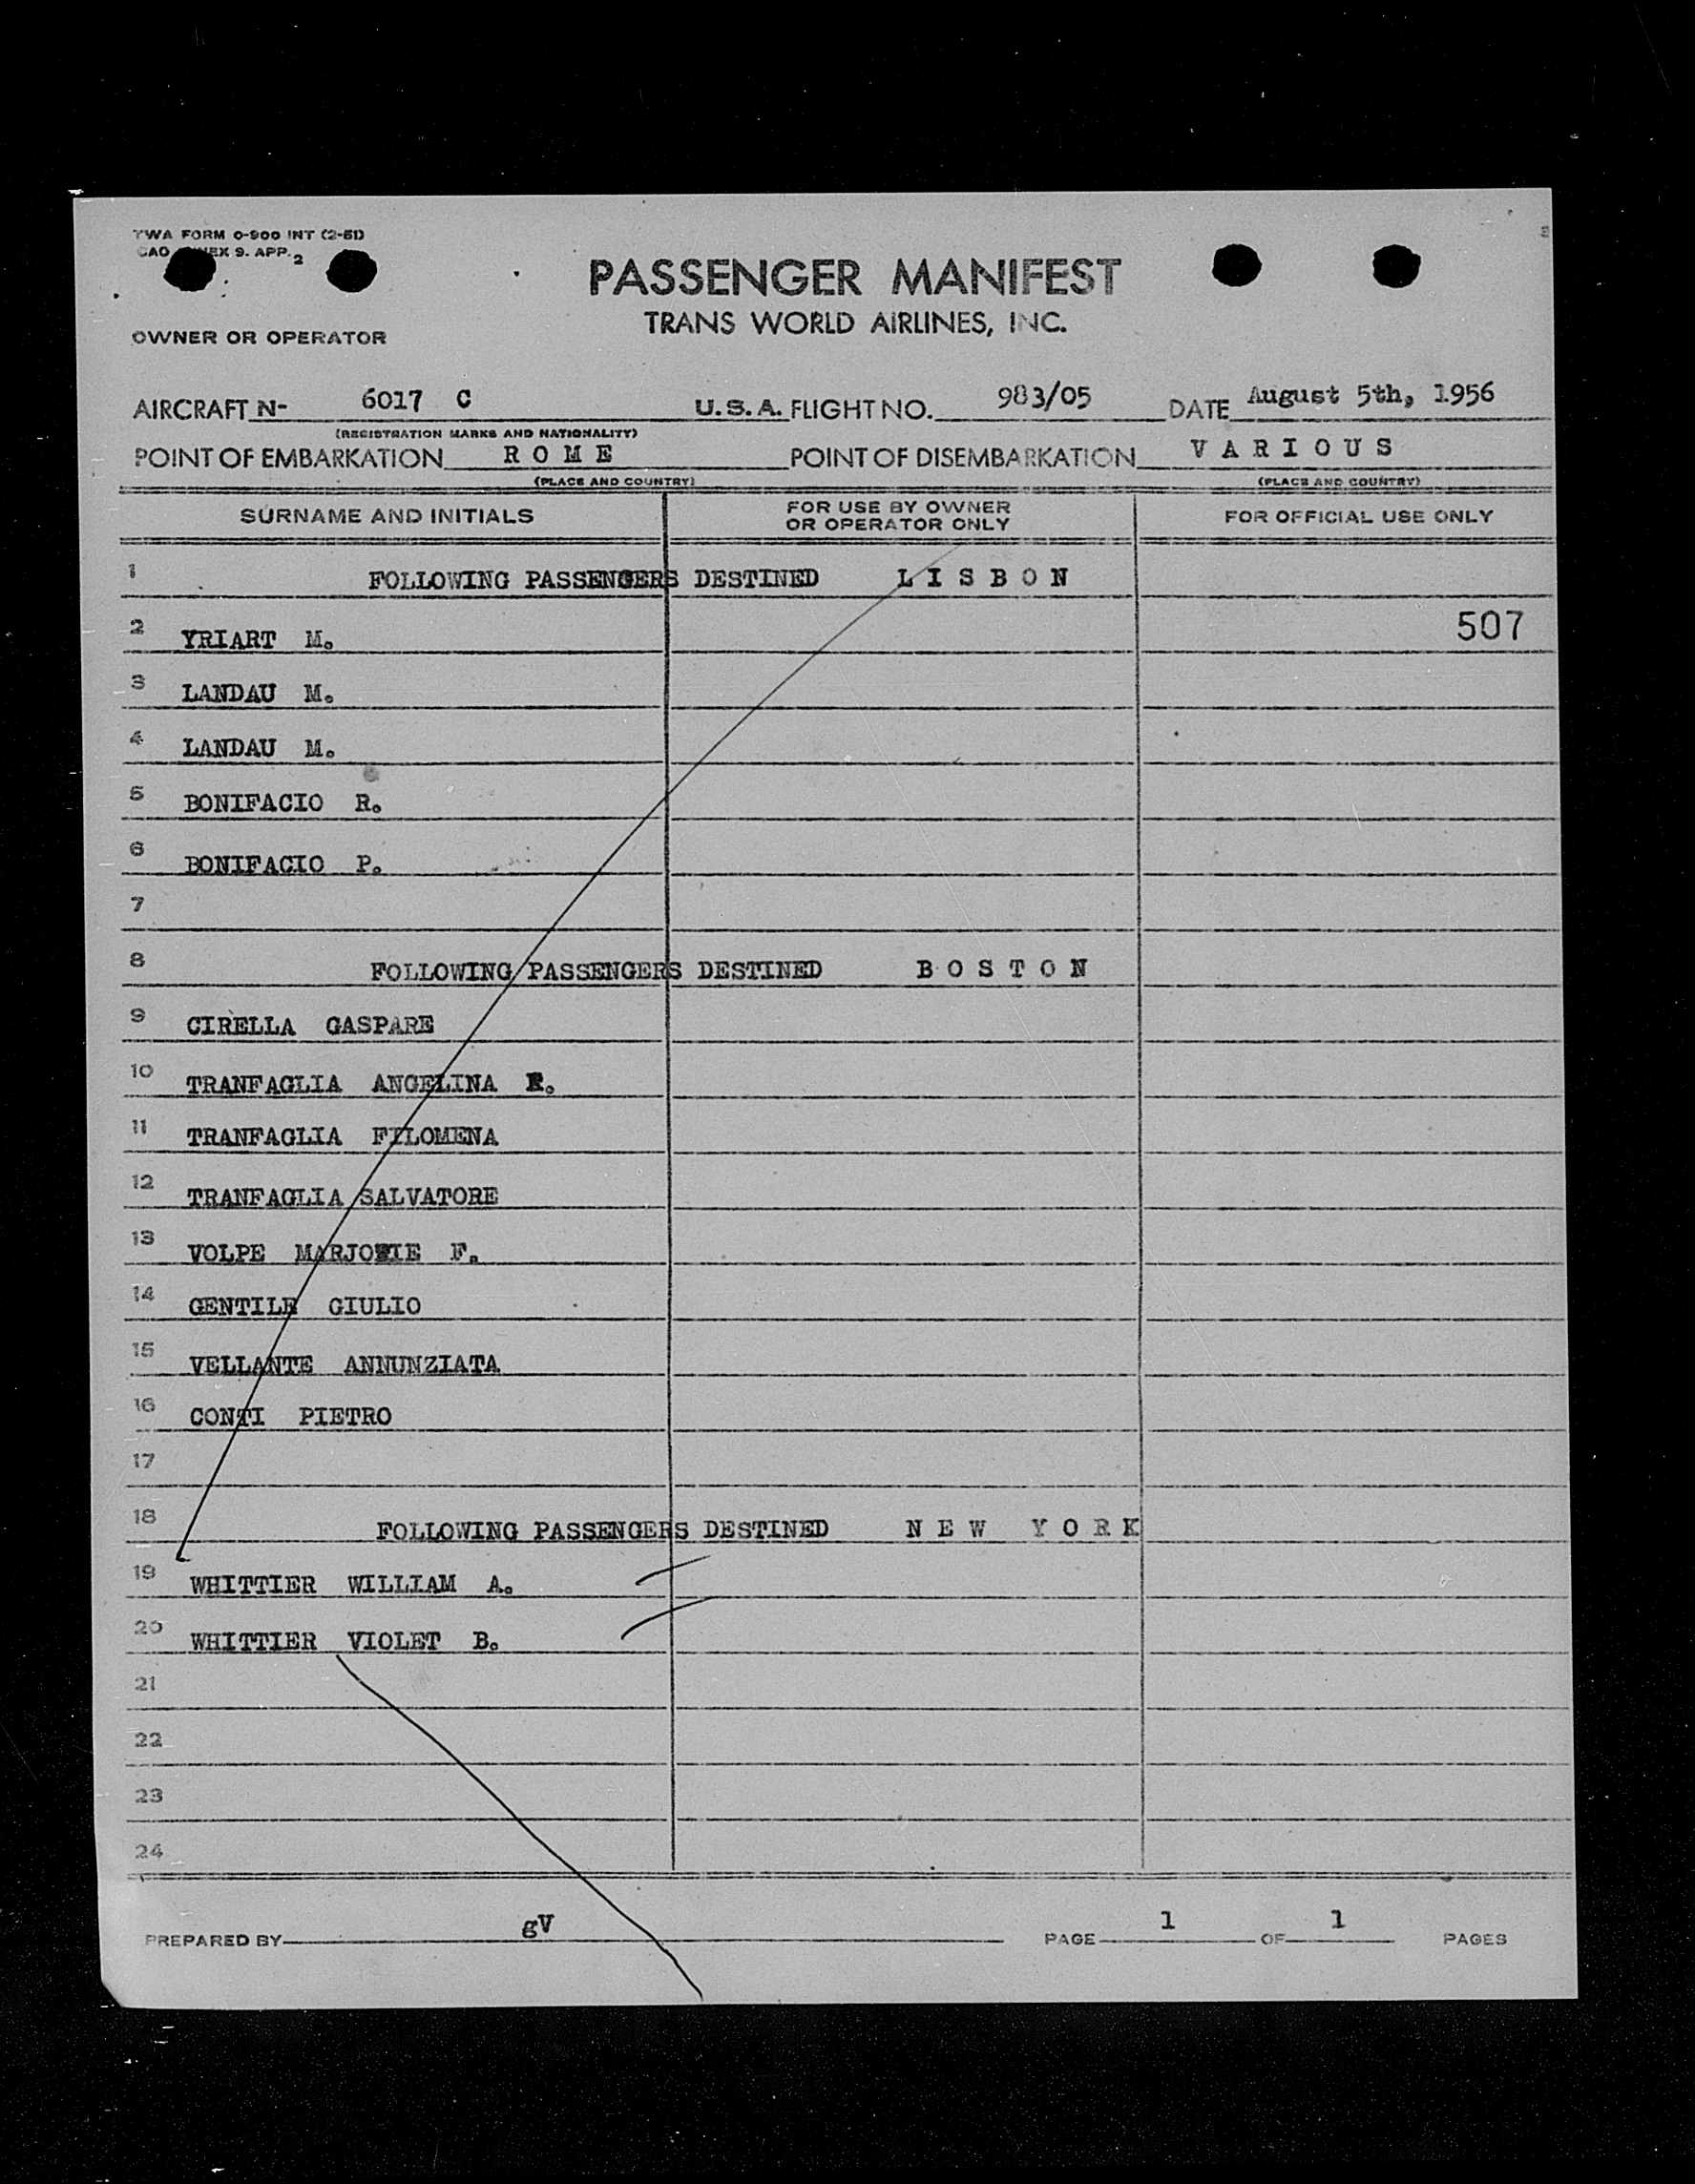 TWA FORM 0-900 INT (2-51)
9. APP. 2
PASSENGER MANIFEST
TRANS WORLD AIRLINES, INC.
OWNER OR OPERATOR
AIRCRAFT N- 6017 C U.S.A. FLIGHT NO. 983/05 DATE August 5th, 1956
(REGISTRATION MARKS AND NATIONALITY)
POINT OF EMBARKATION R O M E POINT OF DISEMBARKATION V A R I O U S
(PLACE AND COUNTRY) (PLACE AND COUNTRY)
SURNAME AND INITIALS FOR USE BY OWNER OR OPERATOR ONLY FOR OFFICIAL USE ONLY
1 FOLLOWING PASSENGERS DESTINED L I S B O N
2 YRIART M. 507
3 LANDAU M.
4 LANDAU M.
5 BONIFACIO R.
6 BONIFACIO P.
7
8 FOLLOWING PASSENGERS DESTINED B O S T O N
9 CIRELLA GASPARE
10 TRANFAGLIA ANGELINA E.
11 TRANFAGLIA FILOMENA
12 TRANFAGLIA SALVATORE
13 VOLPE MARJORIE F.
14 GENTILE GIULIO
15 VELLANTE ANNUNZIATA
16 CONTI PIETRO
17
18 FOLLOWING PASSENGERS DESTINED N E W Y O R K
19 WHITTIER WILLIAM A.
20 WHITTIER VIOLET B.
21
22
23
24
PREPARED BY gV PAGE 1 OF 1 PAGES